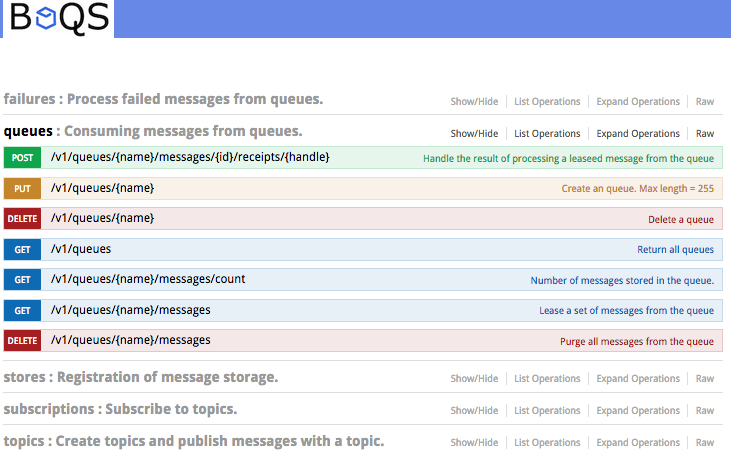 BOQS
failures : Process failed messages from queues. Show/Hide List Operations Expand Operations Raw
queues : Consuming messages from queues. Show/Hide List Operations Expand Operations Raw
POST /v1/queues/{name}/messages/{id}/receipts/{handle} Handle the result of processing a leaseed message from the queue
PUT /v1/queues/{name} Create an queue. Max length = 255
DELETE /v1/queues/{name} Delete a queue
GET /v1/queues Return all queues
GET /v1/queues/{name}/messages/count Number of messages stored in the queue.
GET /v1/queues/{name}/messages Lease a set of messages from the queue
DELETE /v1/queues/{name}/messages Purge all messages from the queue
stores : Registration of message storage. Show/Hide List Operations Expand Operations Raw
subscriptions : Subscribe to topics. Show/Hide List Operations Expand Operations Raw
topics : Create topics and publish messages with a topic. Show/Hide List Operations Expand Operations Raw